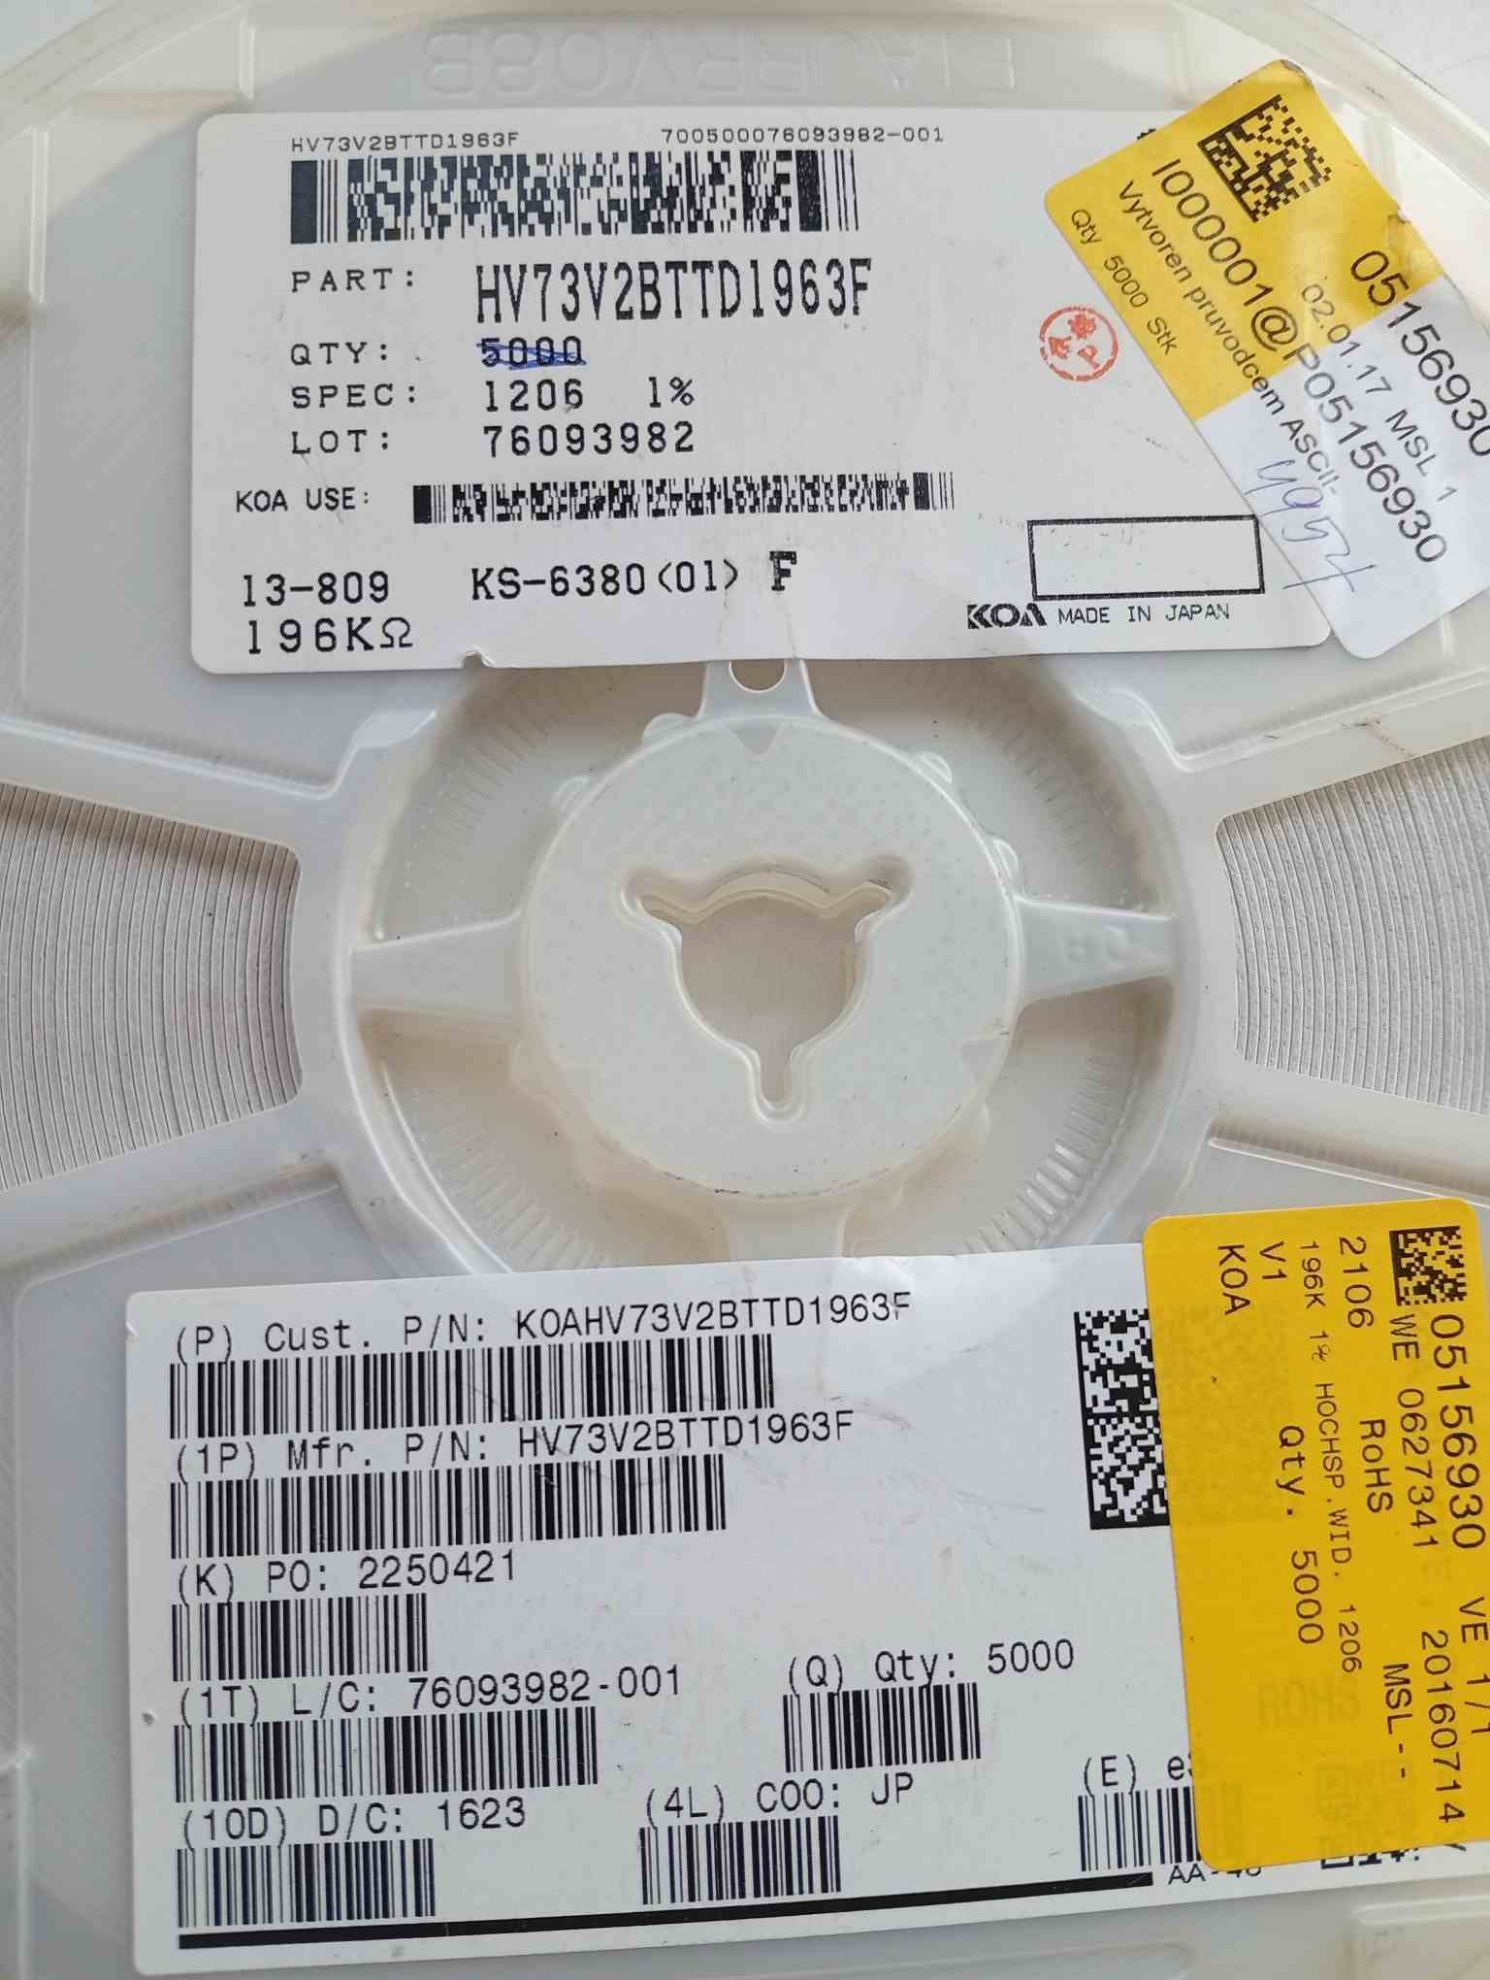 HV73V2BTTD1963F 700500076093982-001
PART: HV73V2BTTD1963F
QTY: 5000
SPEC: 1206 1%
LOT: 76093982
KOA USE:
13-809 KS-6380(01) F
196KΩ
KOA MADE IN JAPAN
05156930
02.01.17 MSL 1
I000001@P05156930
Vytvoren pruvodcem ASCII-
Qty 5000 Stk
(P) Cust. P/N: KOAHV73V2BTTD1963F
(1P) Mfr. P/N: HV73V2BTTD1963F
(K) PO: 2250421
(1T) L/C: 76093982-001 (Q) Qty: 5000
(10D) D/C: 1623 (4L) COO: JP (E)
05156930 VE 1/1
WE 0627341 20160714
2106 RoHS MSL--
196K 1% HOCHSP.WID. 1206
V1 Qty. 5000
KOA